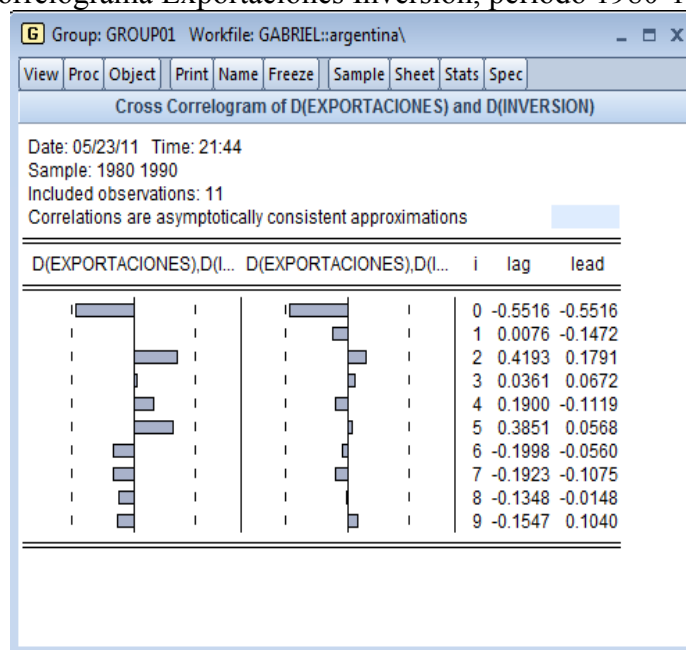 orrelograma Exportaciones Inversión, periodo 1980 1
G Group: GROUP01 Workfile: GABRIEL::argentina\
View Proc Object Print Name Freeze Sample Sheet Stats Spec
Cross Correlogram of D(EXPORTACIONES) and D(INVERSION)
Date: 05/23/11 Time: 21:44
Sample: 1980 1990
Included observations: 11
Correlations are asymptotically consistent approximations
D(EXPORTACIONES),D(I... D(EXPORTACIONES),D(I... i lag lead
0 -0.5516 -0.5516
1 0.0076 -0.1472
2 0.4193 0.1791
3 0.0361 0.0672
4 0.1900 -0.1119
5 0.3851 0.0568
6 -0.1998 -0.0560
7 -0.1923 -0.1075
8 -0.1348 -0.0148
9 -0.1547 0.1040